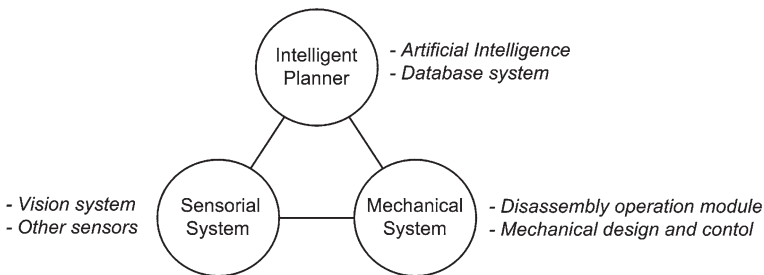 Intelligent
Planner
- Artificial Intelligence
- Database system
- Vision system
- Other sensors
Sensorial
System
Mechanical
System
- Disassembly operation module
- Mechanical design and contol